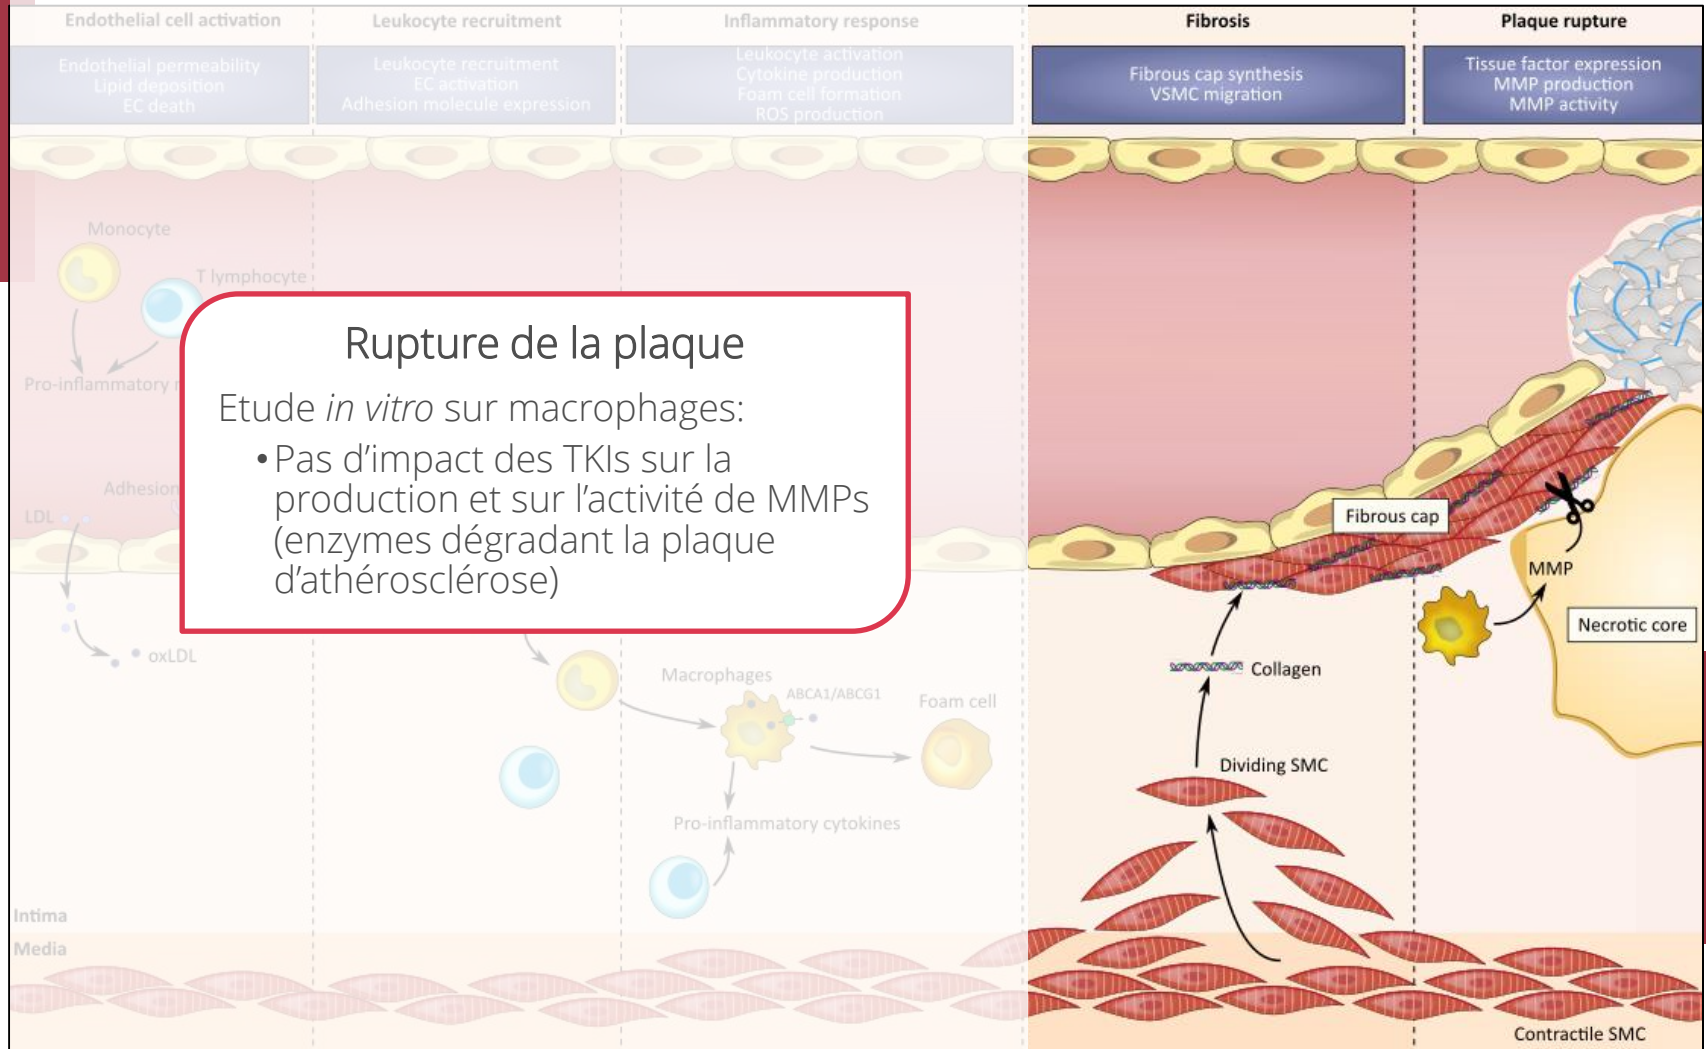 Endothelial cell activation
Leukocyte recruitment
Inflammatory response
Fibrosis
Plaque rupture
Endothelial permeability
Lipid deposition
EC death
Leukocyte recruitment
EC activation
Adhesion molecule expression
Leukocyte activation
Cytokine production
Foam cell formation
ROS production
Fibrous cap synthesis
VSMC migration
Tissue factor expression
MMP production
MMP activity
Monocyte
T lymphocyte
Pro-inflammatory
Adhesion
LDL
oxLDL
Rupture de la plaque
Etude in vitro sur macrophages:
•Pas d'impact des TKIs sur la
production et sur l'activité de MMPs
(enzymes dégradant la plaque
d'athérosclérose)
Macrophages
ABCA1/ABCG1
Foam cell
Pro-inflammatory cytokines
Fibrous cap
MMP
Necrotic core
Collagen
Dividing SMC
Intima
Media
Contractile SMC